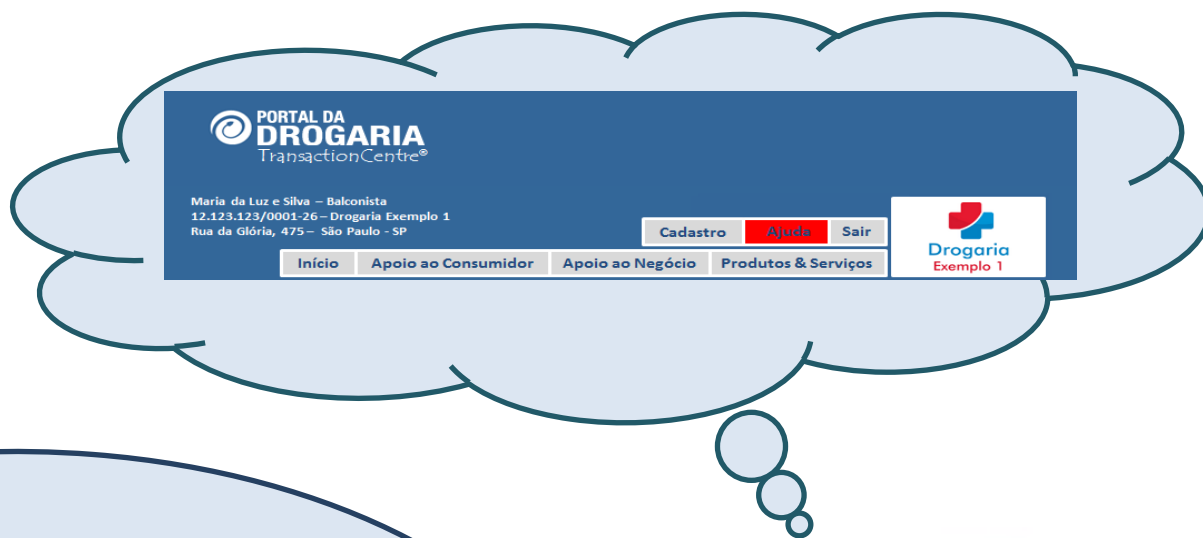 PORTAL DA
DROGARIA
TransactionCentre®
Maria da Luz e Silva – Balconista
12.123.123/0001-26 – Drogaria Exemplo 1
Rua da Glória, 475 – São Paulo - SP
Cadastro Ajuda Sair
Início Apoio ao Consumidor Apoio ao Negócio Produtos & Serviços
Drogaria
Exemplo 1